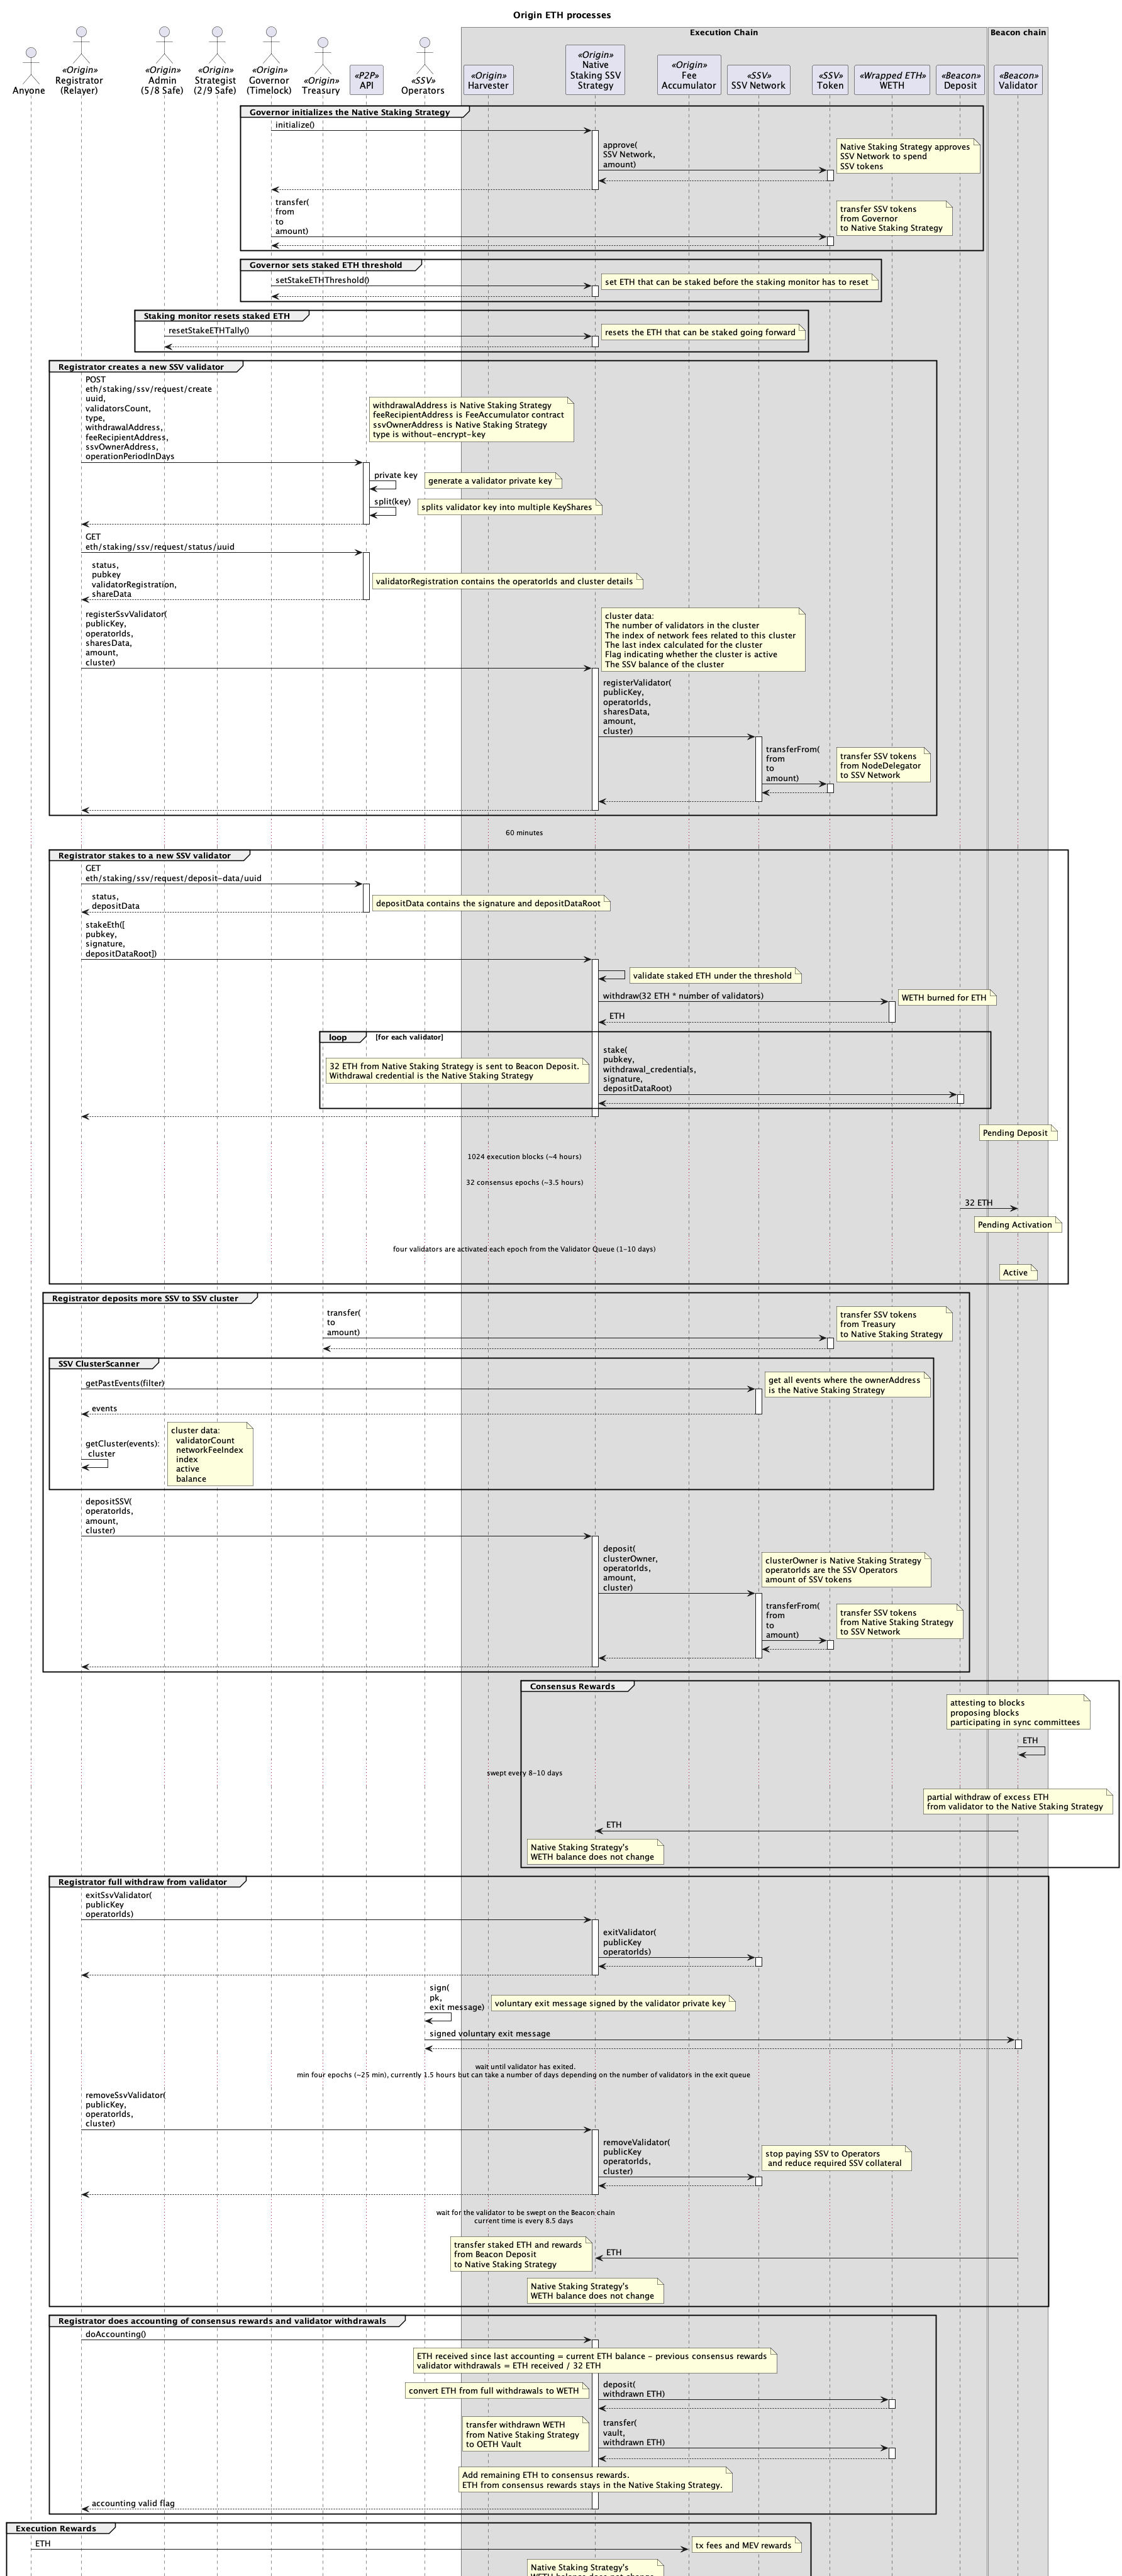 Origin ETH processes
Execution Chain
Beacon chain
Anyone
«Origin»
Registrator
(Relayer)
«Origin»
Admin
(5/8 Safe)
«Origin»
Strategist
(2/9 Safe)
«Origin»
Governor
(Timelock)
«Origin»
Treasury
«P2P»
API
«SSV»
Operators
«Origin»
Harvester
«Origin»
Native
Staking SSV
Strategy
«Origin»
Fee
Accumulator
«SSV»
SSV Network
«SSV»
Token
«Wrapped ETH»
WETH
«Beacon»
Deposit
«Beacon»
Validator
Governor initializes the Native Staking Strategy
initialize()
approve(
SSV Network,
amount)
Native Staking Strategy approves
SSV Network to spend
SSV tokens
transfer(
from
to
amount)
transfer SSV tokens
from Governor
to Native Staking Strategy
Governor sets staked ETH threshold
setStakeETHThreshold()
set ETH that can be staked before the staking monitor has to reset
Staking monitor resets staked ETH
resetStakeETHTally()
resets the ETH that can be staked going forward
Registrator creates a new SSV validator
POST
eth/staking/ssv/request/create
uuid,
validatorsCount,
type,
withdrawalAddress,
feeRecipientAddress,
ssvOwnerAddress,
operationPeriodInDays
withdrawalAddress is Native Staking Strategy
feeRecipientAddress is FeeAccumulator contract
ssvOwnerAddress is Native Staking Strategy
type is without-encrypt-key
private key
generate a validator private key
split(key)
splits validator key into multiple KeyShares
GET
eth/staking/ssv/request/status/uuid
status,
pubkey
validatorRegistration,
shareData
validatorRegistration contains the operatorIds and cluster details
registerSsvValidator(
publicKey,
operatorIds,
sharesData,
amount,
cluster)
cluster data:
The number of validators in the cluster
The index of network fees related to this cluster
The last index calculated for the cluster
Flag indicating whether the cluster is active
The SSV balance of the cluster
registerValidator(
publicKey,
operatorIds,
sharesData,
amount,
cluster)
transferFrom(
from
to
amount)
transfer SSV tokens
from NodeDelegator
to SSV Network
60 minutes
Registrator stakes to a new SSV validator
GET
eth/staking/ssv/request/deposit-data/uuid
status,
depositData
depositData contains the signature and depositDataRoot
stakeEth([
pubkey,
signature,
depositDataRoot])
validate staked ETH under the threshold
withdraw(32 ETH * number of validators)
WETH burned for ETH
ETH
loop
[for each validator]
32 ETH from Native Staking Strategy is sent to Beacon Deposit.
Withdrawal credential is the Native Staking Strategy
stake(
pubkey,
withdrawal_credentials,
signature,
depositDataRoot)
Pending Deposit
1024 execution blocks (~4 hours)
32 consensus epochs (~3.5 hours)
32 ETH
Pending Activation
four validators are activated each epoch from the Validator Queue (1-10 days)
Active
Registrator deposits more SSV to SSV cluster
transfer(
to
amount)
transfer SSV tokens
from Treasury
to Native Staking Strategy
SSV ClusterScanner
getPastEvents(filter)
get all events where the ownerAddress
is the Native Staking Strategy
events
getCluster(events):
cluster
cluster data:
validatorCount
networkFeeIndex
index
active
balance
depositSSV(
operatorIds,
amount,
cluster)
deposit(
clusterOwner,
operatorIds,
amount,
cluster)
clusterOwner is Native Staking Strategy
operatorIds are the SSV Operators
amount of SSV tokens
transferFrom(
from
to
amount)
transfer SSV tokens
from Native Staking Strategy
to SSV Network
Consensus Rewards
attesting to blocks
proposing blocks
participating in sync committees
ETH
swept every 8-10 days
partial withdraw of excess ETH
from validator to the Native Staking Strategy
ETH
Native Staking Strategy's
WETH balance does not change
Registrator full withdraw from validator
exitSsvValidator(
publicKey
operatorIds)
exitValidator(
publicKey
operatorIds)
sign(
pk,
exit message)
voluntary exit message signed by the validator private key
signed voluntary exit message
wait until validator has exited.
min four epochs (~25 min), currently 1.5 hours but can take a number of days depending on the number of validators in the exit queue
removeSsvValidator(
publicKey,
operatorIds,
cluster)
removeValidator(
publicKey
operatorIds,
cluster)
stop paying SSV to Operators
and reduce required SSV collateral
wait for the validator to be swept on the Beacon chain
current time is every 8.5 days
transfer staked ETH and rewards
from Beacon Deposit
to Native Staking Strategy
ETH
Native Staking Strategy's
WETH balance does not change
Registrator does accounting of consensus rewards and validator withdrawals
doAccounting()
ETH received since last accounting = current ETH balance - previous consensus rewards
validator withdrawals = ETH received / 32 ETH
convert ETH from full withdrawals to WETH
deposit(
withdrawn ETH)
transfer withdrawn WETH
from Native Staking Strategy
to OETH Vault
transfer(
vault,
withdrawn ETH)
Add remaining ETH to consensus rewards.
ETH from consensus rewards stays in the Native Staking Strategy.
accounting valid flag
Execution Rewards
ETH
tx fees and MEV rewards
Native Staking Strategy's